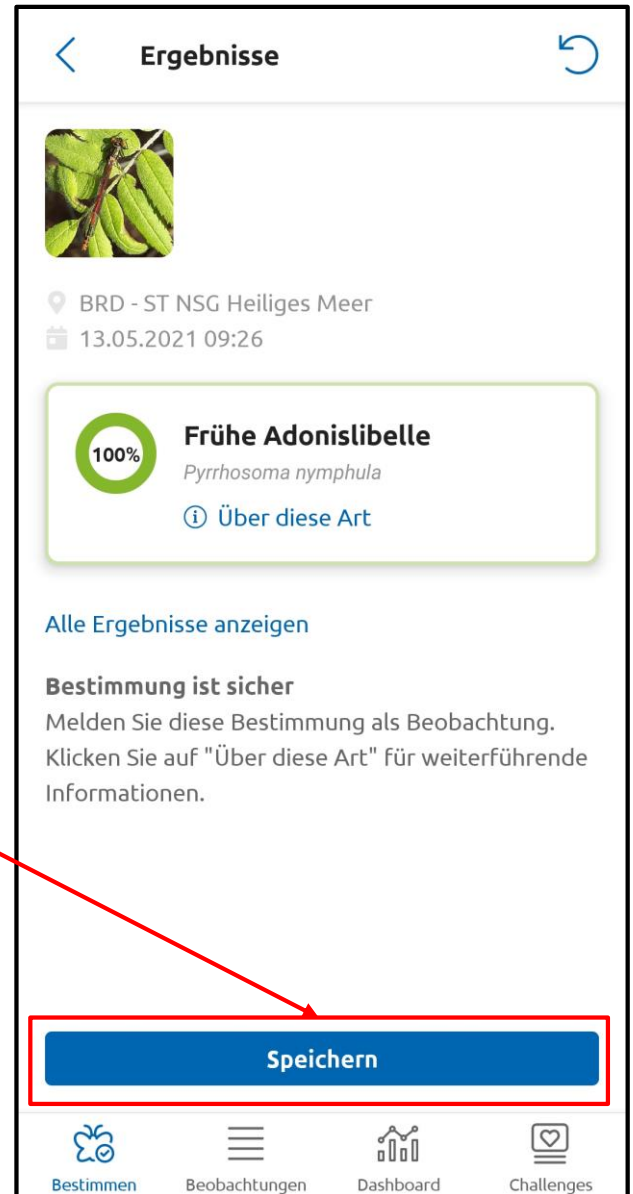 Ergebnisse
BRD - ST NSG Heiliges Meer
13.05.2021 09:26
100%
Frühe Adonislibelle
Pyrrhosoma nymphula
Über diese Art
Alle Ergebnisse anzeigen
Bestimmung ist sicher
Melden Sie diese Bestimmung als Beobachtung.
Klicken Sie auf "Über diese Art" für weiterführende
Informationen.
Speichern
Bestimmen Beobachtungen Dashboard Challenges